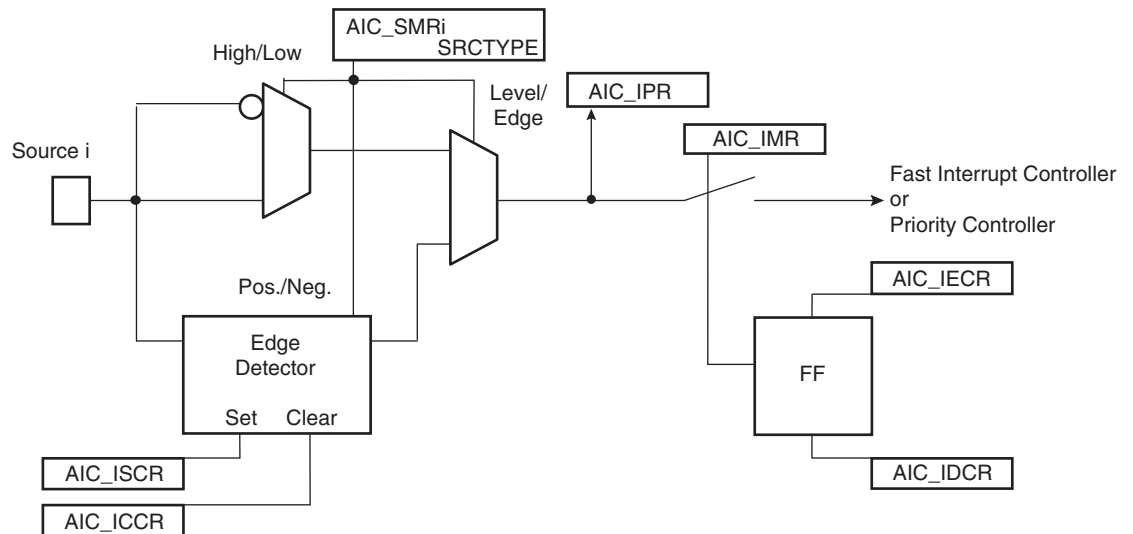 AIC_SMRi
SRCTYPE
High/Low
Level/
Edge
AIC_IPR
AIC_IMR
Source i
Fast Interrupt Controller
or
Priority Controller
Pos./Neg.
AIC_IECR
Edge
Detector
FF
Set Clear
AIC_ISCR
AIC_IDCR
AIC_ICCR